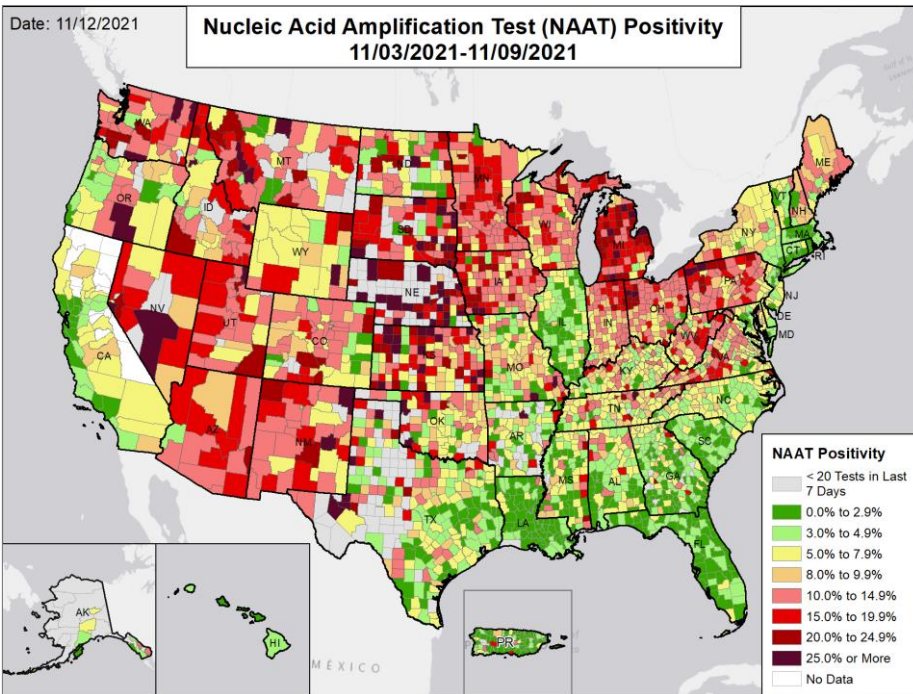 Date: 11/12/2021
Nucleic Acid Amplification Test (NAAT) Positivity
11/03/2021-11/09/2021
WA
MT
ND
MN
ME
OR
ID
SD
WI
MI
VT
NH
NY
MA
CT
RI
WY
IA
NE
PA
NJ
NV
UT
CO
KS
IL
IN
OH
DE
MD
CA
MO
WV
VA
KY
AZ
NM
OK
AR
TN
NC
SC
MS
AL
GA
TX
LA
FL
AK
HI
PR
MÉXICO
NAAT Positivity
< 20 Tests in Last
7 Days
0.0% to 2.9%
3.0% to 4.9%
5.0% to 7.9%
8.0% to 9.9%
10.0% to 14.9%
15.0% to 19.9%
20.0% to 24.9%
25.0% or More
No Data